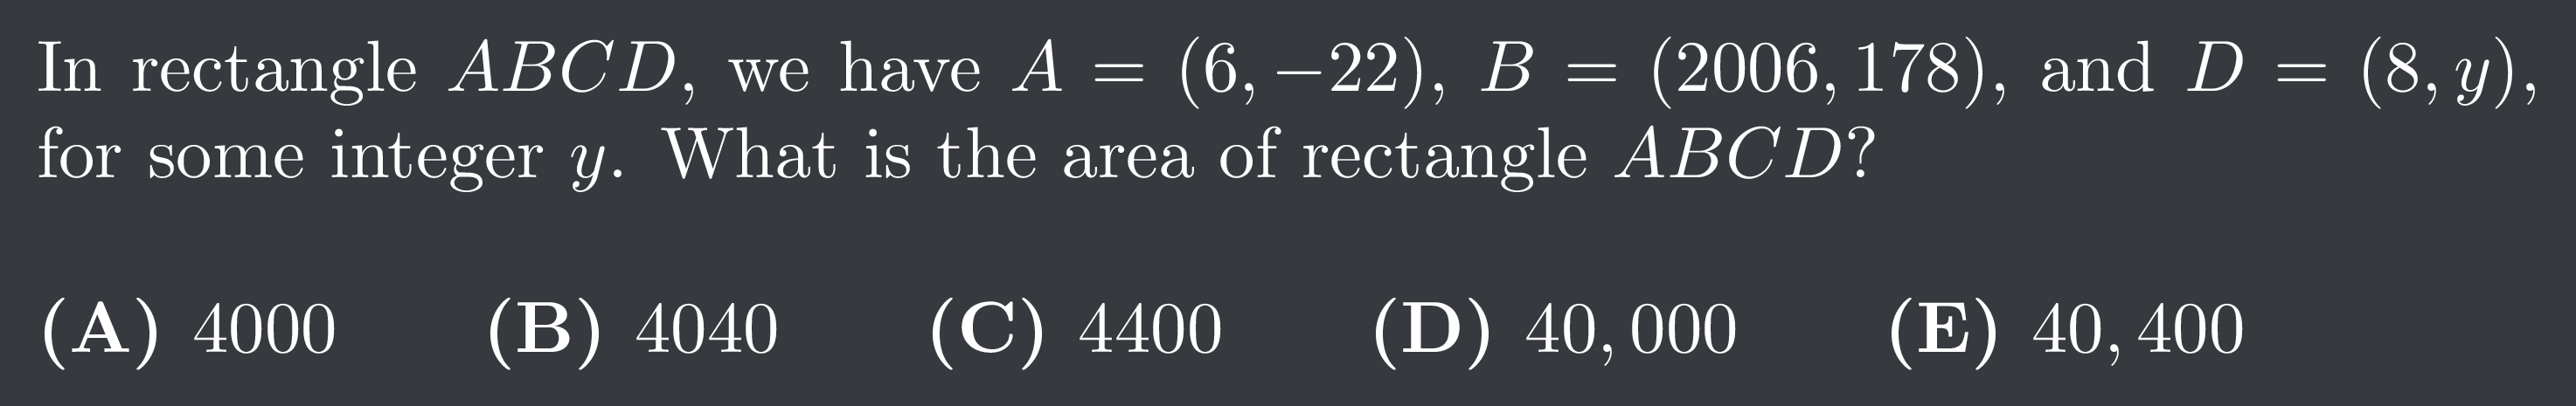 In rectangle ABCD, we have A = (6, −22), B = (2006, 178), and D = (8, y),
for some integer y. What is the area of rectangle ABCD?
(A) 4000 (B) 4040 (C) 4400 (D) 40,000 (E) 40,400